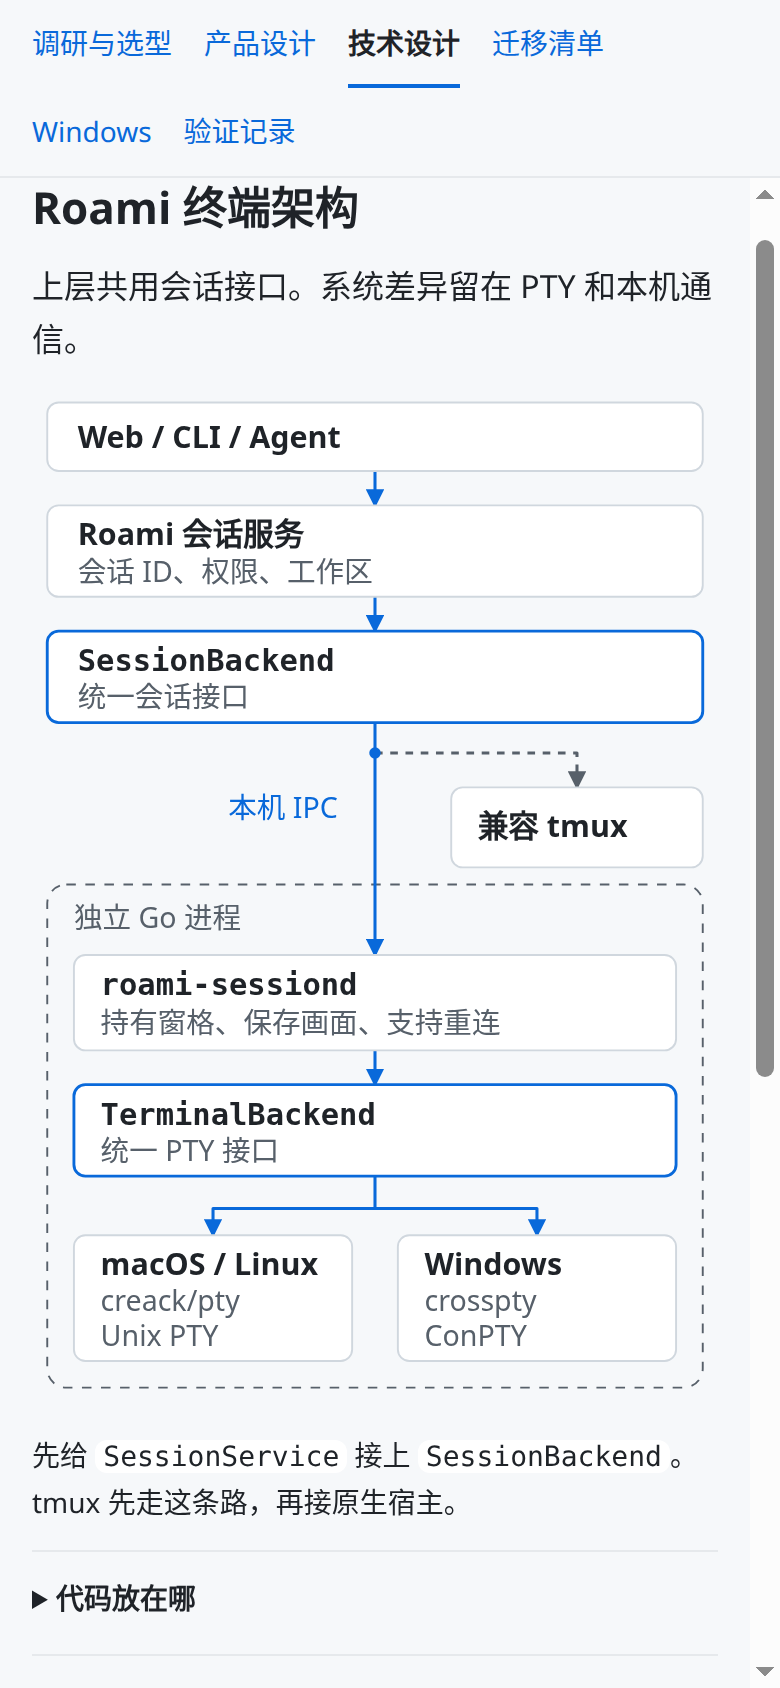 调研与选型 产品设计 技术设计 迁移清单
Windows 验证记录
Roami 终端架构
上层共用会话接口。系统差异留在 PTY 和本机通
信。
Web / CLI / Agent
Roami 会话服务
会话 ID、权限、工作区
SessionBackend
统一会话接口
本机 IPC
兼容 tmux
独立 Go 进程
roami-sessiond
持有窗格、保存画面、支持重连
TerminalBackend
统一 PTY 接口
macOS / Linux
creack/pty
Unix PTY
Windows
crosspty
ConPTY
先给 SessionService 接上 SessionBackend。
tmux 先走这条路，再接原生宿主。
代码放在哪